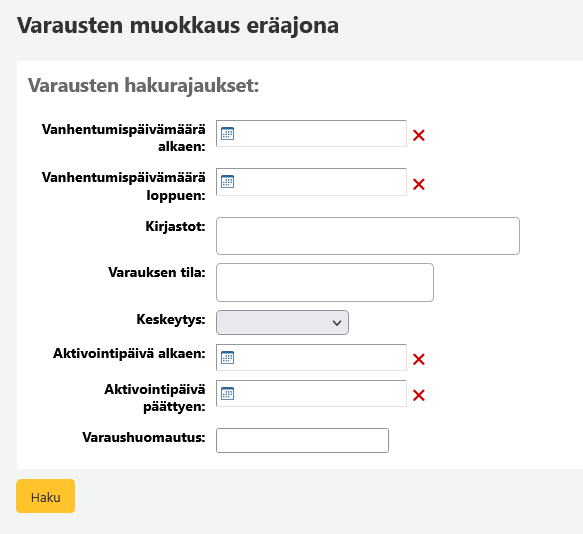 Varausten muokkaus eräajona
Varausten hakurajaukset:
Vanhentumispäivämäärä
alkaen:
Vanhentumispäivämäärä
loppuen:
Kirjastot:
Varauksen tila:
Keskeytys:
Aktivointipäivä alkaen:
Aktivointipäivä
päättyen:
Varaushuomautus:
Haku